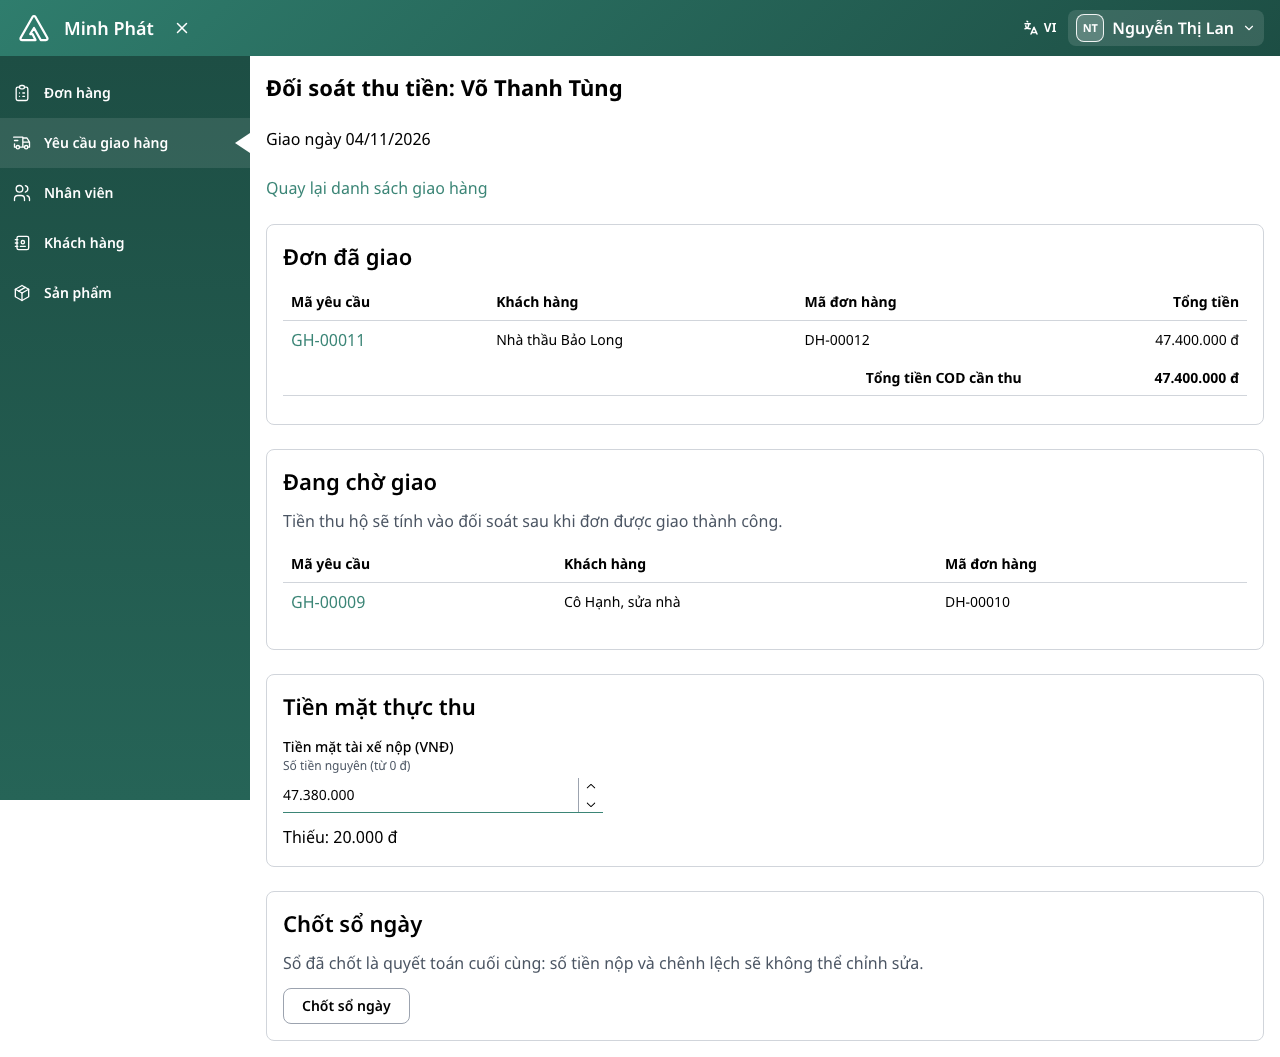 Minh Phát
VI
NT
Nguyễn Thị Lan
Đơn hàng
Yêu cầu giao hàng
Nhân viên
Khách hàng
Sản phẩm
Đối soát thu tiền: Võ Thanh Tùng
Giao ngày 04/11/2026
Quay lại danh sách giao hàng
Đơn đã giao
Mã yêu cầu Khách hàng Mã đơn hàng Tổng tiền
GH-00011 Nhà thầu Bảo Long DH-00012 47.400.000 đ
Tổng tiền COD cần thu 47.400.000 đ
Đang chờ giao
Tiền thu hộ sẽ tính vào đối soát sau khi đơn được giao thành công.
Mã yêu cầu Khách hàng Mã đơn hàng
GH-00009 Cô Hạnh, sửa nhà DH-00010
Tiền mặt thực thu
Tiền mặt tài xế nộp (VNĐ)
Số tiền nguyên (từ 0 đ)
47.380.000
Thiếu: 20.000 đ
Chốt sổ ngày
Sổ đã chốt là quyết toán cuối cùng: số tiền nộp và chênh lệch sẽ không thể chỉnh sửa.
Chốt sổ ngày